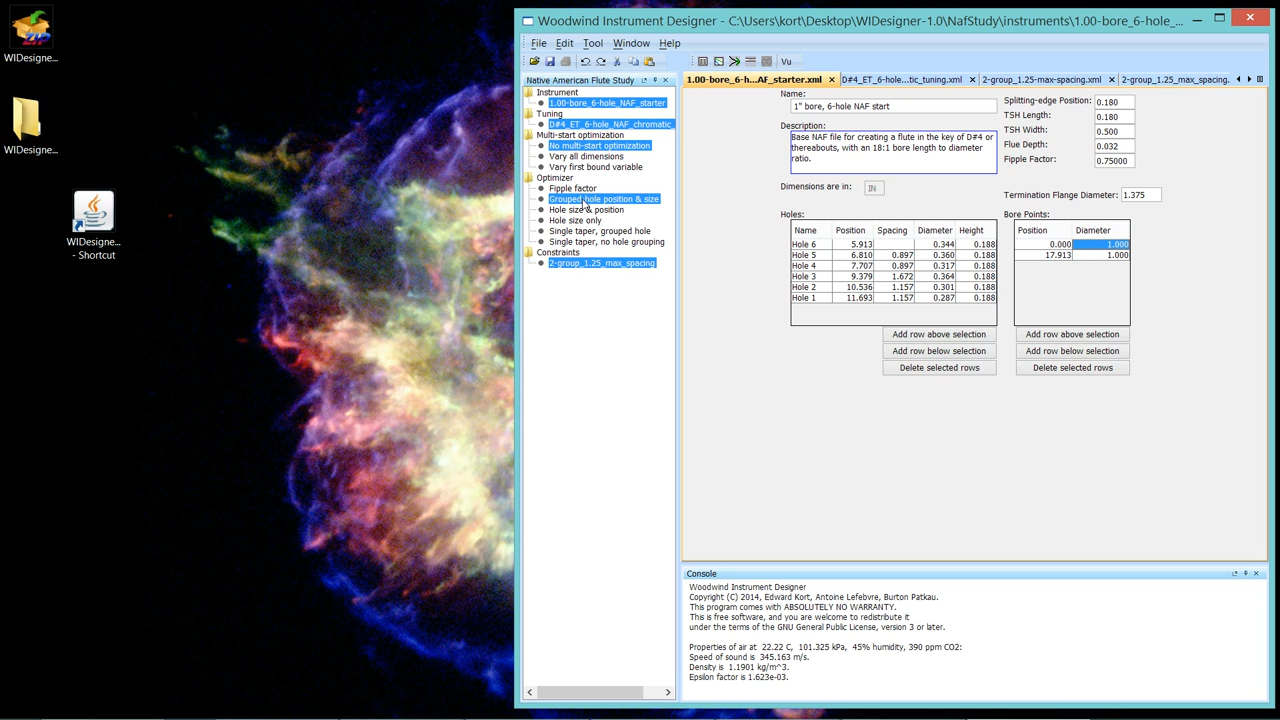 WIDesigne...
WIDesigne...
WIDesigne...
- Shortcut
Woodwind Instrument Designer - C:\Users\kort\Desktop\WIDesigner-1.0\NafStudy\instruments\1.00-bore_6-hole_...
File Edit Tool Window Help
Vu
Native American Flute Study
Instrument
1.00-bore_6-hole_NAF_starter
Tuning
D#4_ET_6-hole_NAF_chromatic_
Multi-start optimization
No multi-start optimization
Vary all dimensions
Vary first bound variable
Optimizer
Fipple factor
Grouped hole position & size
Hole size & position
Hole size only
Single taper, grouped hole
Single taper, no hole grouping
Constraints
2-group_1.25_max_spacing
1.00-bore_6-h...AF_starter.xml D#4_ET_6-hole...tic_tuning.xml 2-group_1.25-max-spacing.xml 2-group_1.25_max_spacing.
Name:
1" bore, 6-hole NAF start
Description:
Base NAF file for creating a flute in the key of D#4 or
thereabouts, with an 18:1 bore length to diameter
ratio.
Dimensions are in: IN
Splitting-edge Position: 0.180
TSH Length: 0.180
TSH Width: 0.500
Flue Depth: 0.032
Fipple Factor: 0.75000
Termination Flange Diameter: 1.375
Holes:
Name Position Spacing Diameter Height
Hole 6 5.913 0.344 0.188
Hole 5 6.810 0.897 0.360 0.188
Hole 4 7.707 0.897 0.317 0.188
Hole 3 9.379 1.672 0.364 0.188
Hole 2 10.536 1.157 0.301 0.188
Hole 1 11.693 1.157 0.287 0.188
Add row above selection
Add row below selection
Delete selected rows
Bore Points:
Position Diameter
0.000 1.000
17.913 1.000
Add row above selection
Add row below selection
Delete selected rows
Console
Woodwind Instrument Designer
Copyright (C) 2014, Edward Kort, Antoine Lefebvre, Burton Patkau.
This program comes with ABSOLUTELY NO WARRANTY.
This is free software, and you are welcome to redistribute it
under the terms of the GNU General Public License, version 3 or later.
Properties of air at 22.22 C, 101.325 kPa, 45% humidity, 390 ppm CO2:
Speed of sound is 345.163 m/s.
Density is 1.1901 kg/m^3.
Epsilon factor is 1.623e-03.